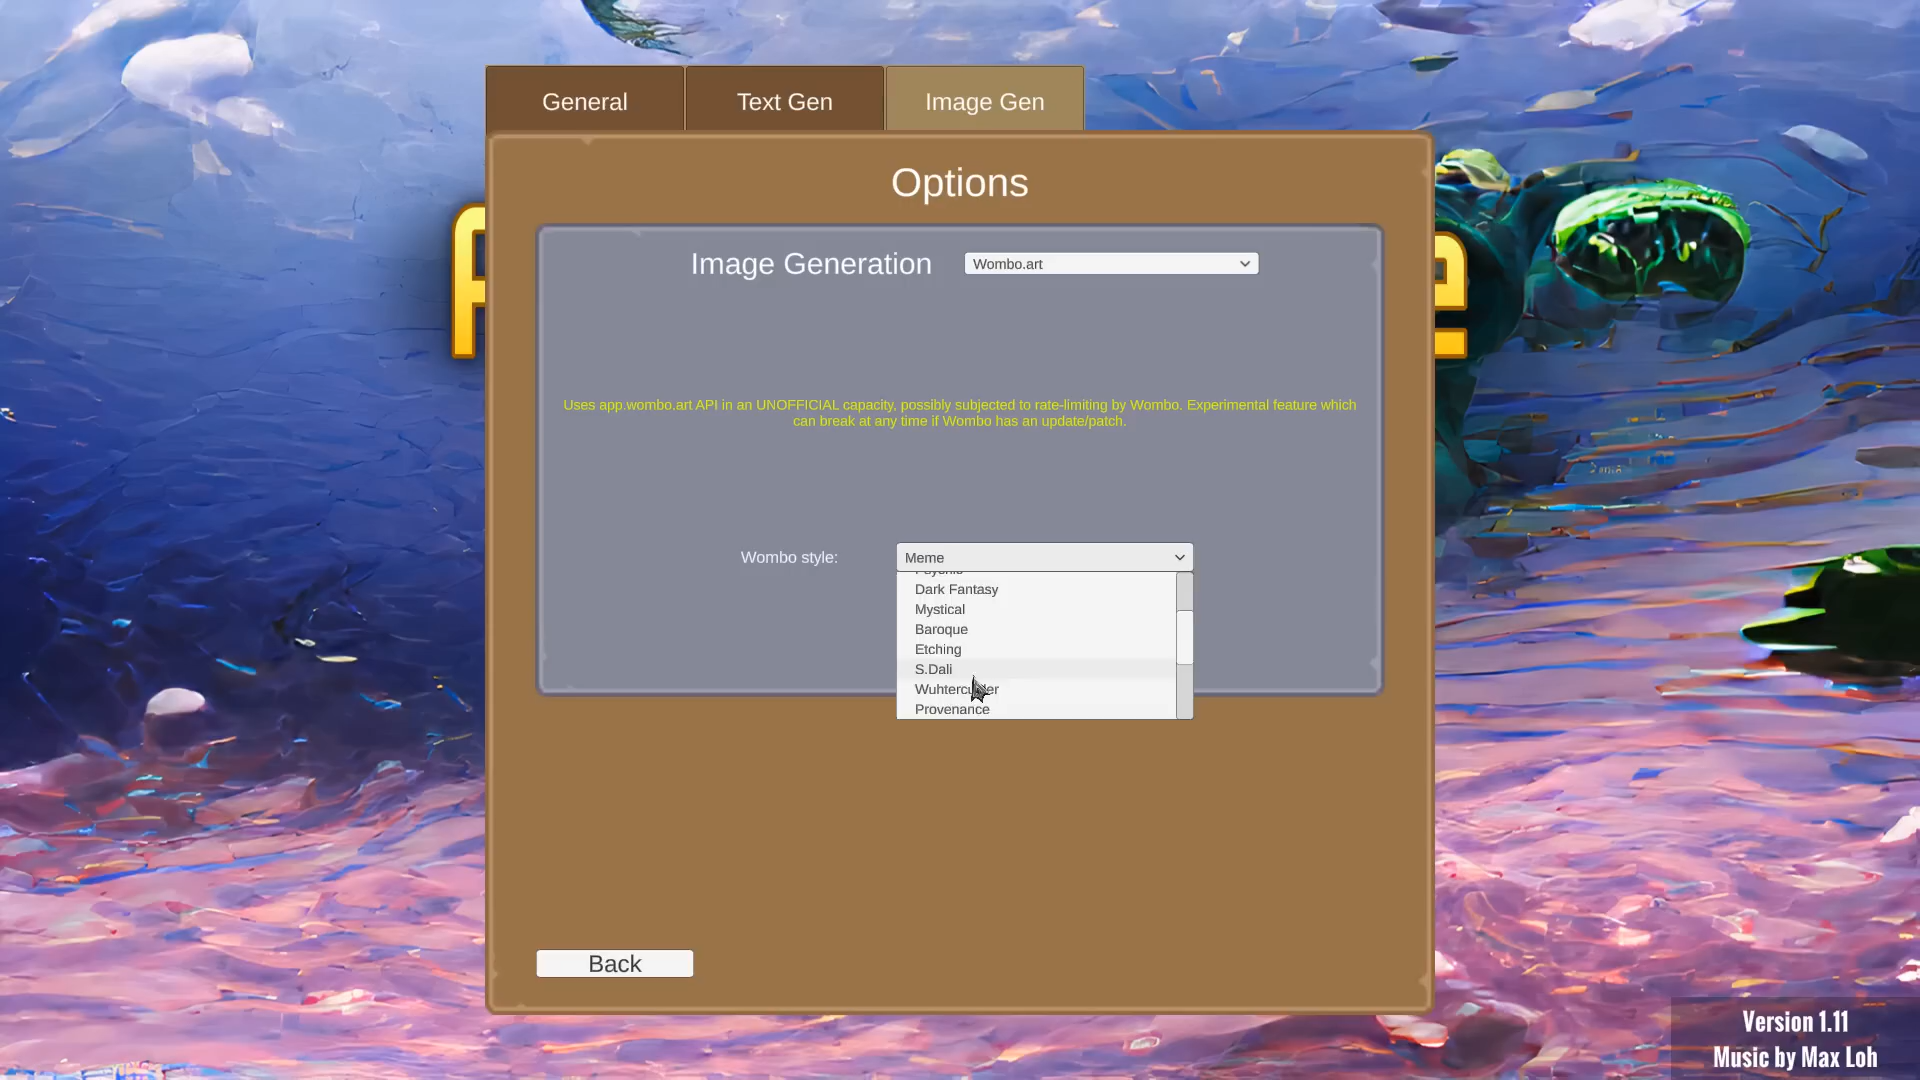 General
Text Gen
Image Gen
Options
Image Generation
Wombo.art
Uses app.wombo.art API in an UNOFFICIAL capacity, possibly subjected to rate-limiting by Wombo. Experimental feature which
can break at any time if Wombo has an update/patch.
Wombo style:
Meme
Psychic
Dark Fantasy
Mystical
Baroque
Etching
S.Dali
Provenance
Back
Version 1.11
Music by Max Loh